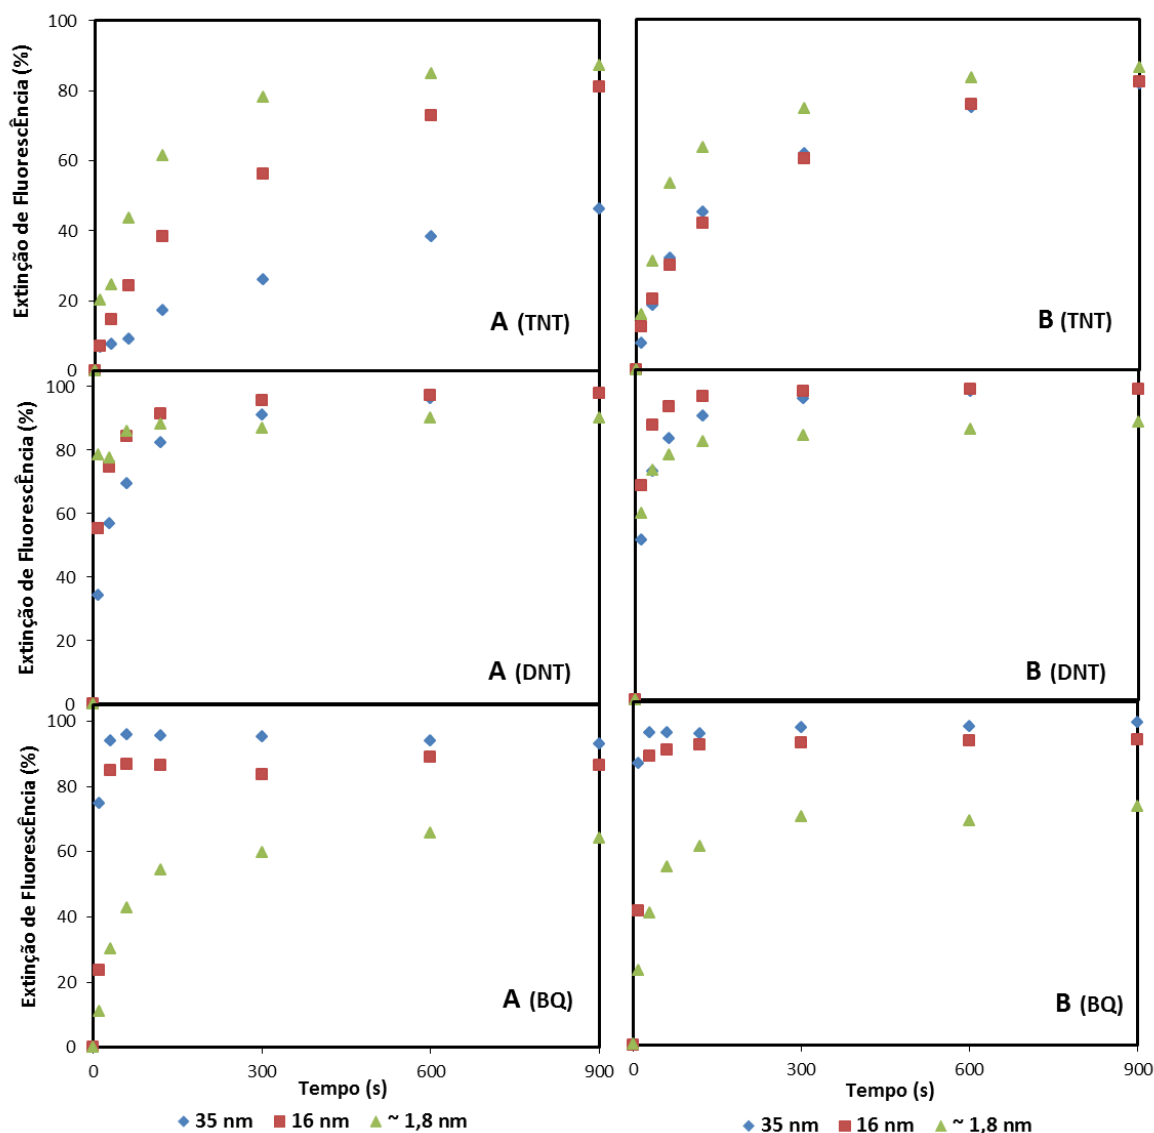 100
80
60
40
20
0
Extinção de FluorescÊncia (%)
A (TNT)
B (TNT)
100
80
60
40
20
0
Extinção de FluorescÊncia (%)
A (DNT)
B (DNT)
100
80
60
40
20
0
Extinção de FluorescÊncia (%)
A (BQ)
B (BQ)
0 300 600 900
Tempo (s)
0 300 600 900
Tempo (s)
35 nm 16 nm ~ 1,8 nm
35 nm 16 nm ~ 1,8 nm